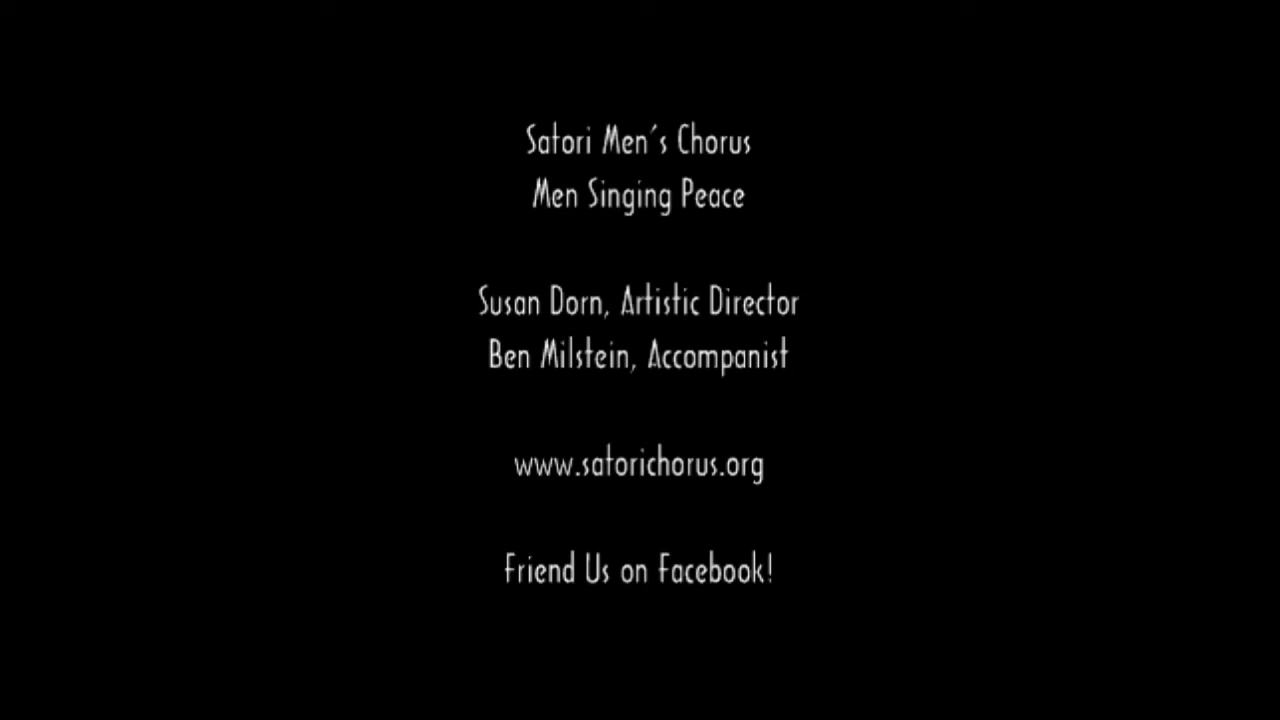 Satori Men's Chorus
Men Singing Peace
Susan Dorn, Artistic Director
Ben Milstein, Accompanist
www.satorichorus.org
Friend Us on Facebook!